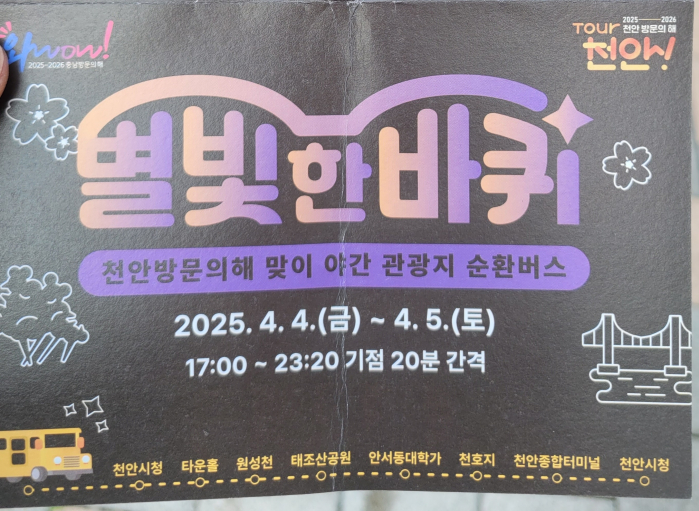 와wow!
2025-2026 충남방문의해
2025 2026
TOUR 천안 방문의 해
천안!
별빛한바퀴
천안방문의해 맞이 야간 관광지 순환버스
2025. 4. 4.(금) ~ 4. 5.(토)
17:00 ~ 23:20 기점 20분 간격
천안시청 타운홀 원성천 태조산공원 안서동대학가 천호지 천안종합터미널 천안시청